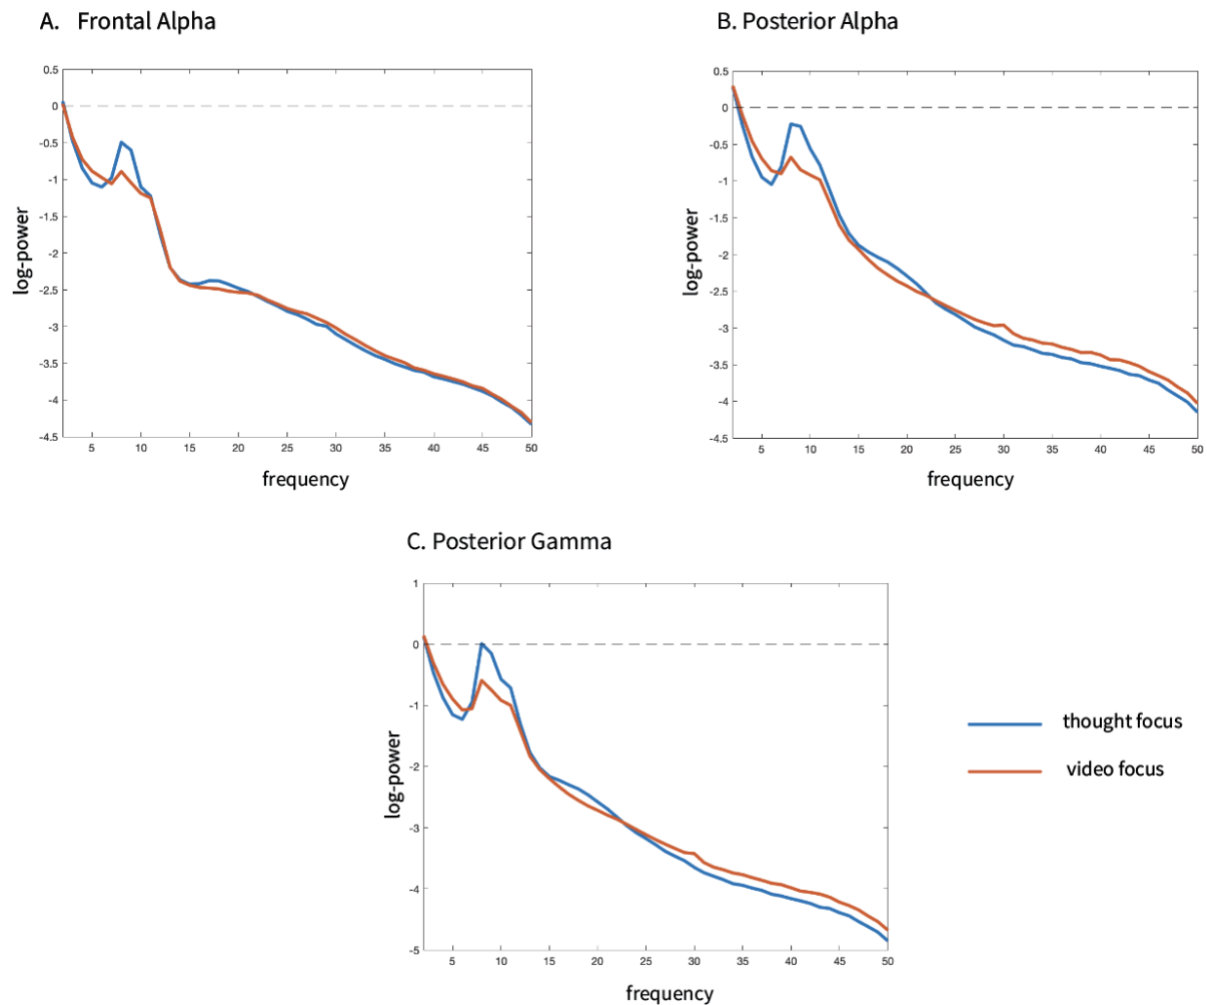 A. Frontal Alpha
0.5
0
-0.5
-1
-1.5
-2
-2.5
-3
-3.5
-4
-4.5
5 10 15 20 25 30 35 40 45 50
log-power
frequency
B. Posterior Alpha
0.5
0
-0.5
-1
-1.5
-2
-2.5
-3
-3.5
-4
-4.5
5 10 15 20 25 30 35 40 45 50
log-power
frequency
C. Posterior Gamma
1
0
-1
-2
-3
-4
-5
5 10 15 20 25 30 35 40 45 50
log-power
frequency
thought focus
video focus